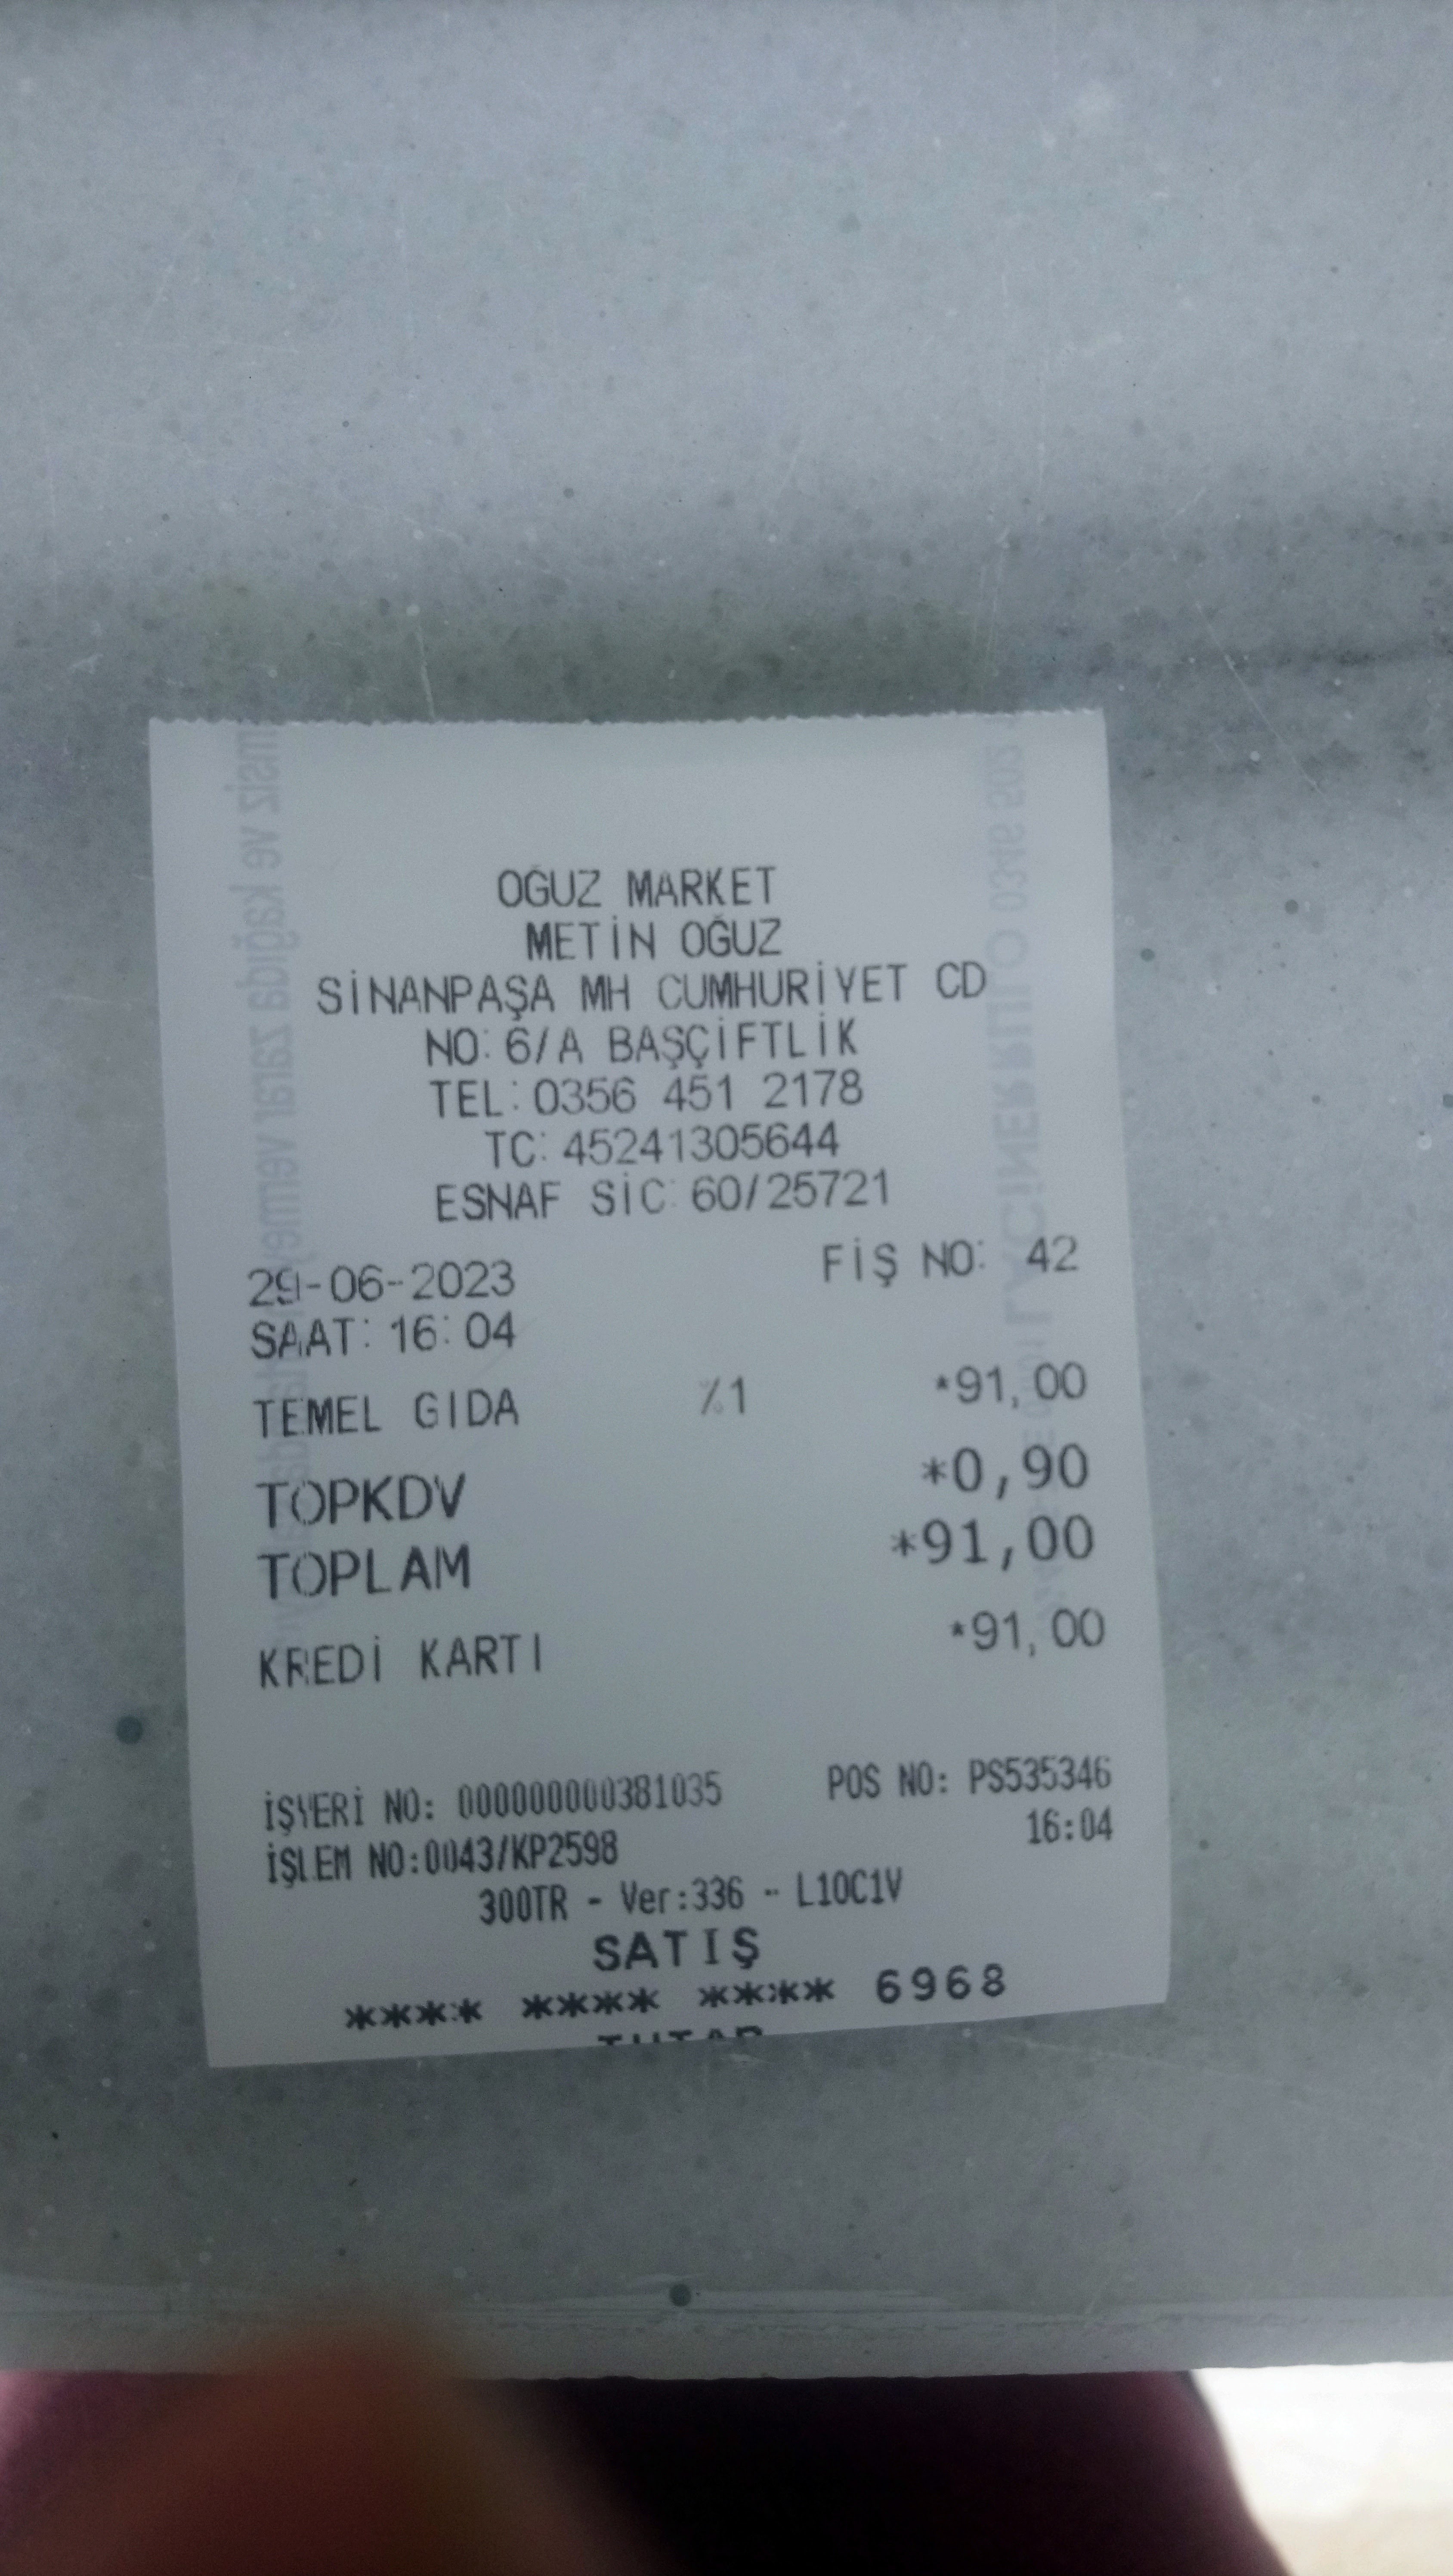 OĞUZ MARKET
METİN OĞUZ
SİNANPAŞA MH CUMHURİYET CD
NO: 6/A BAŞÇİFTLİK
TEL: 0356 451 2178
TC: 45241305644
ESNAF SİC: 60/25721
29-06-2023 FİŞ NO: 42
SAAT: 16:04
TEMEL GIDA %1 *91,00
TOPKDV *0,90
TOPLAM *91,00
KREDİ KARTI *91,00
İŞYERİ NO: 000000000381035 POS NO: PS535346
İŞLEM NO:0043/KP2598 16:04
300TR - Ver:336 - L10C1V
SATIŞ
**** **** **** 6968
TUTAR